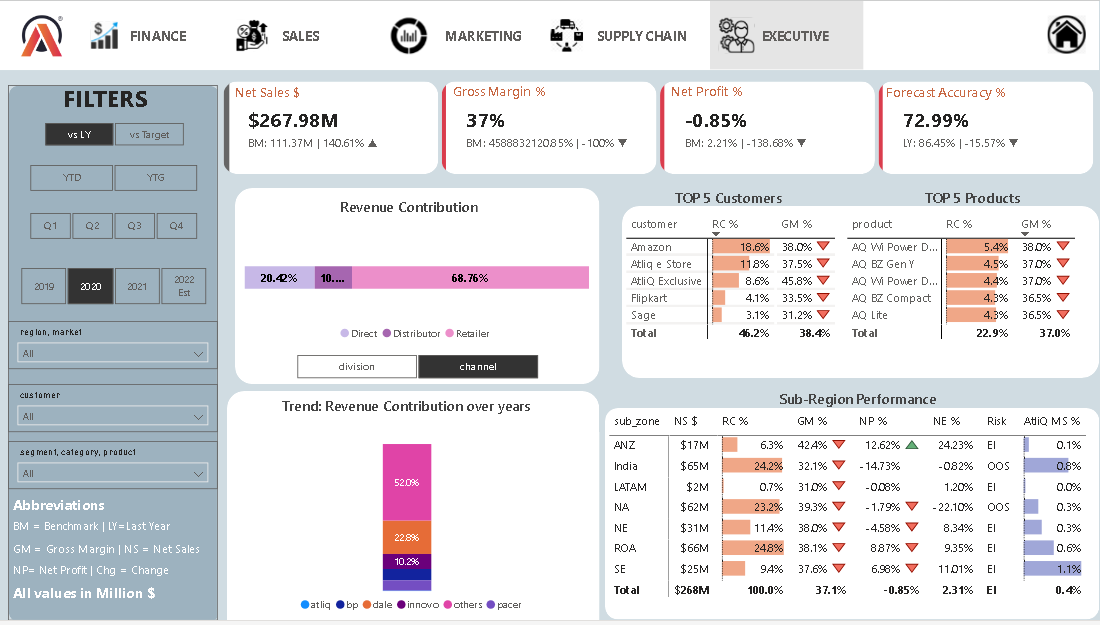 FINANCE SALES MARKETING SUPPLY CHAIN EXECUTIVE
FILTERS
vs LY vs Target
YTD YTG
Q1 Q2 Q3 Q4
2019 2020 2021 2022 Est
region, market
All
customer
All
segment, category, product
All
Abbreviations
BM = Benchmark | LY=Last Year
GM = Gross Margin | NS = Net Sales
NP= Net Profit | Chg = Change
All values in Million $
Net Sales $
$267.98M
BM: 111.37M | 140.61% ▲
Gross Margin %
37%
BM: 4588832120.85% | -100% ▼
Net Profit %
-0.85%
BM: 2.21% | -138.68% ▼
Forecast Accuracy %
72.99%
LY: 86.45% | -15.57% ▼
Revenue Contribution
20.42% 10.... 68.76%
Direct Distributor Retailer
division channel
Trend: Revenue Contribution over years
52.0%
22.8%
10.2%
atliq bp dale innovo others pacer
TOP 5 Customers
customer RC % GM %
Amazon 18.6% 38.0%
Atliq e Store 11.8% 37.5%
AtliQ Exclusive 8.6% 45.8%
Flipkart 4.1% 33.5%
Sage 3.1% 31.2%
Total 46.2% 38.4%
TOP 5 Products
product RC % GM %
AQ Wi Power D... 5.4% 38.0%
AQ BZ Gen Y 4.5% 37.0%
AQ Wi Power D... 4.4% 37.0%
AQ BZ Compact 4.3% 36.5%
AQ Lite 4.3% 36.5%
Total 22.9% 37.0%
Sub-Region Performance
sub_zone NS $ RC % GM % NP % NE % Risk AtliQ MS %
ANZ $17M 6.3% 42.4% 12.62% 24.23% EI 0.1%
India $65M 24.2% 32.1% -14.73% -0.82% OOS 0.8%
LATAM $2M 0.7% 31.0% -0.08% 1.20% EI 0.0%
NA $62M 23.2% 39.3% -1.79% -22.10% OOS 0.3%
NE $31M 11.4% 38.0% -4.58% 8.34% EI 0.3%
ROA $66M 24.8% 38.1% 8.87% 9.35% EI 0.6%
SE $25M 9.4% 37.6% 6.98% 11.01% EI 1.1%
Total $268M 100.0% 37.1% -0.85% 2.31% EI 0.4%